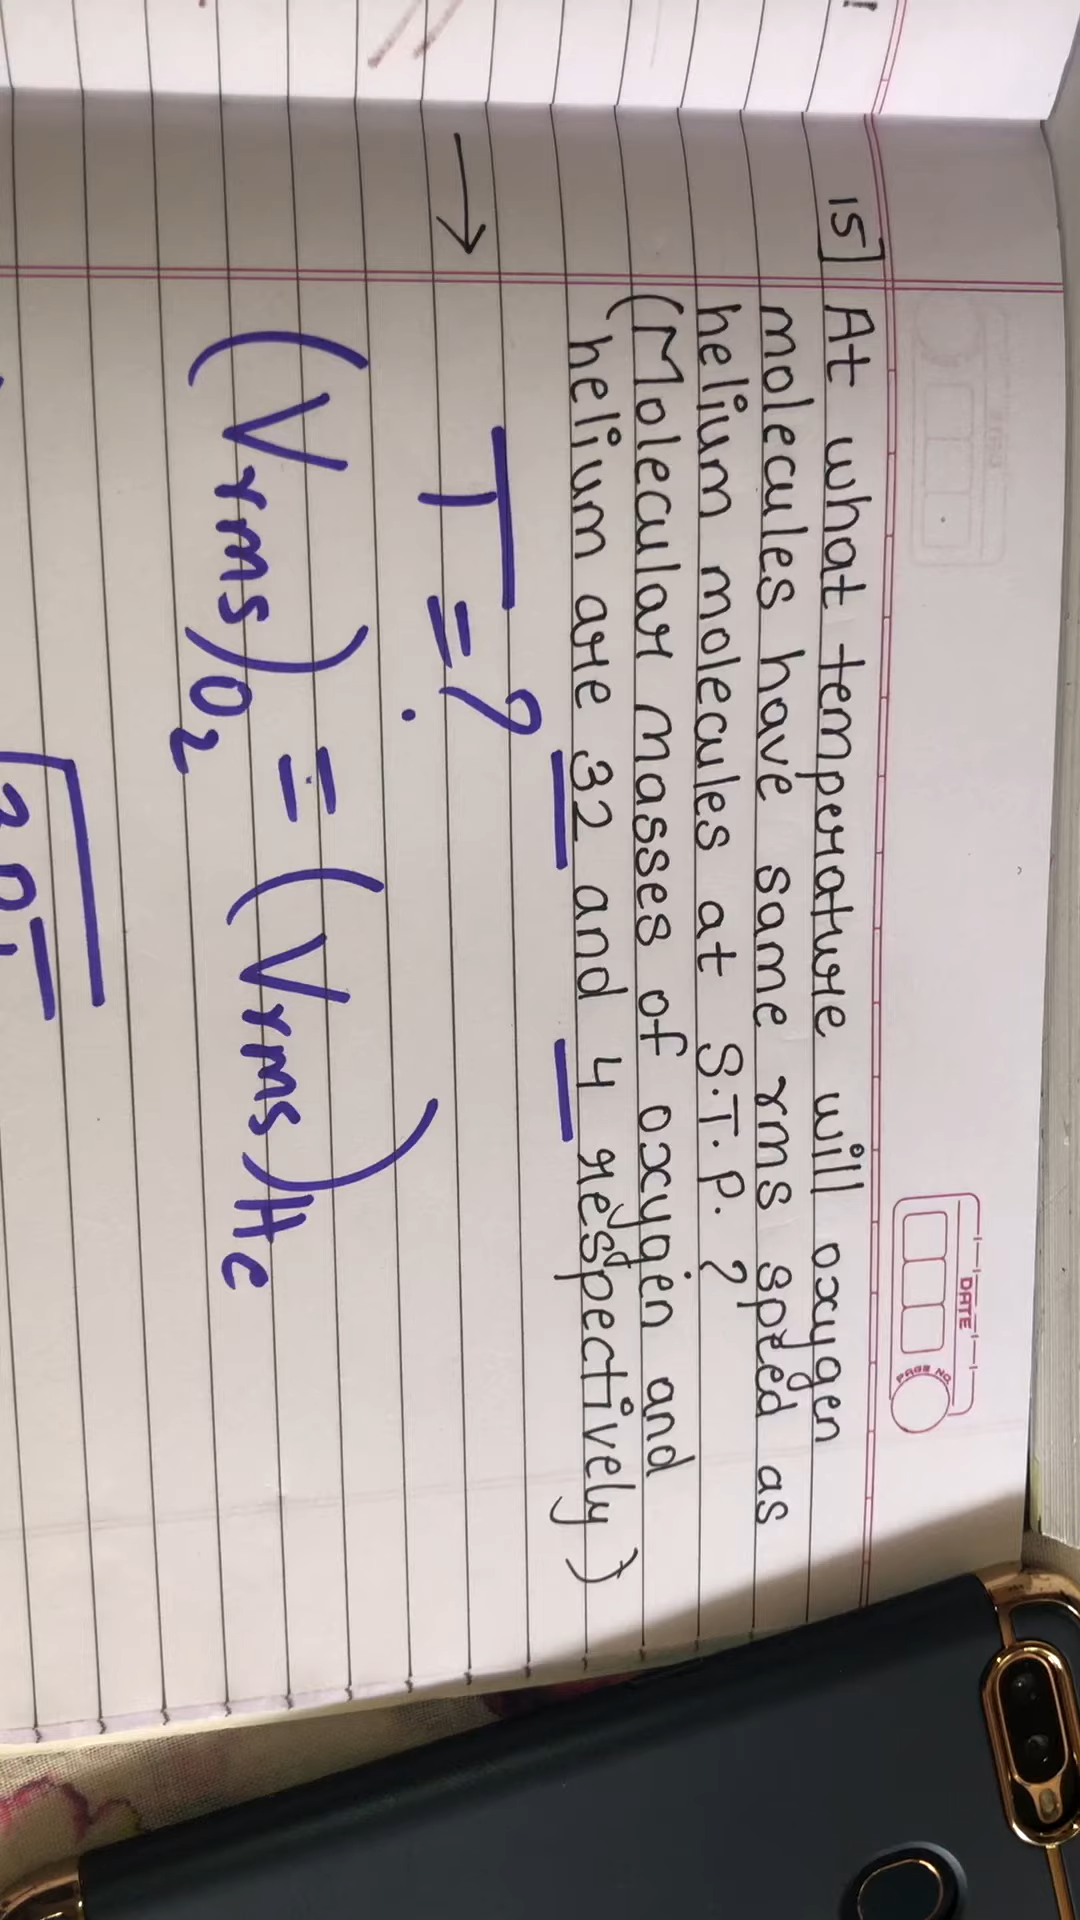 DATE
PAGE NO.
15] At what temperature will oxygen
molecules have same rms speed as
helium molecules at S.T.P. ?
(Molecular masses of oxygen and
helium are 32 and 4 respectively)
→ T = ?
(Vrms)O2 = (Vrms)He